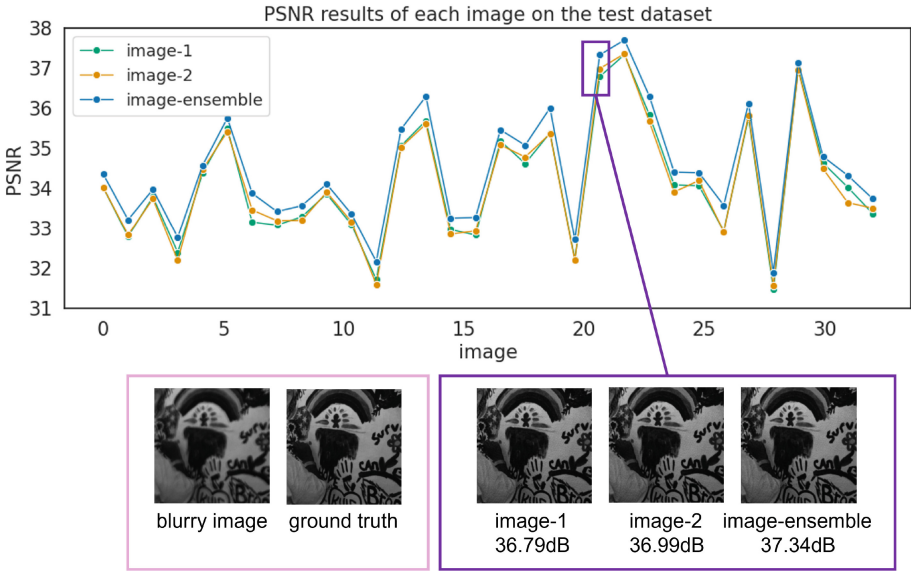 PSNR results of each image on the test dataset
38
37
36
35
34
33
32
31
PSNR
image-1
image-2
image-ensemble
0 5 10 15 20 25 30
image
blurry image ground truth
image-1 image-2 image-ensemble
36.79dB 36.99dB 37.34dB